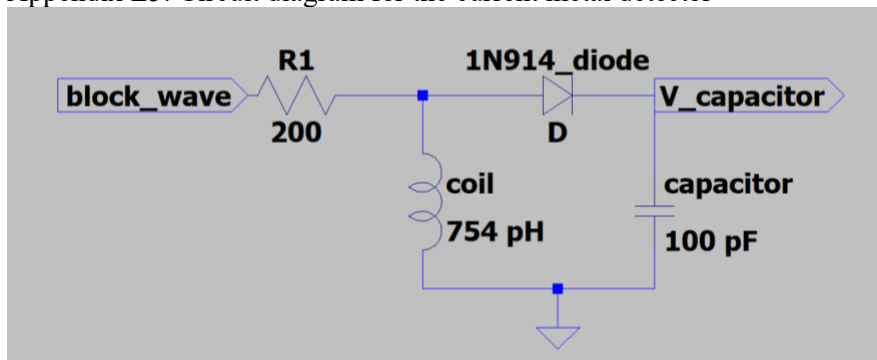 R1
1N914_diode
block_wave
V_capacitor
200
D
coil
capacitor
754 pH
100 pF